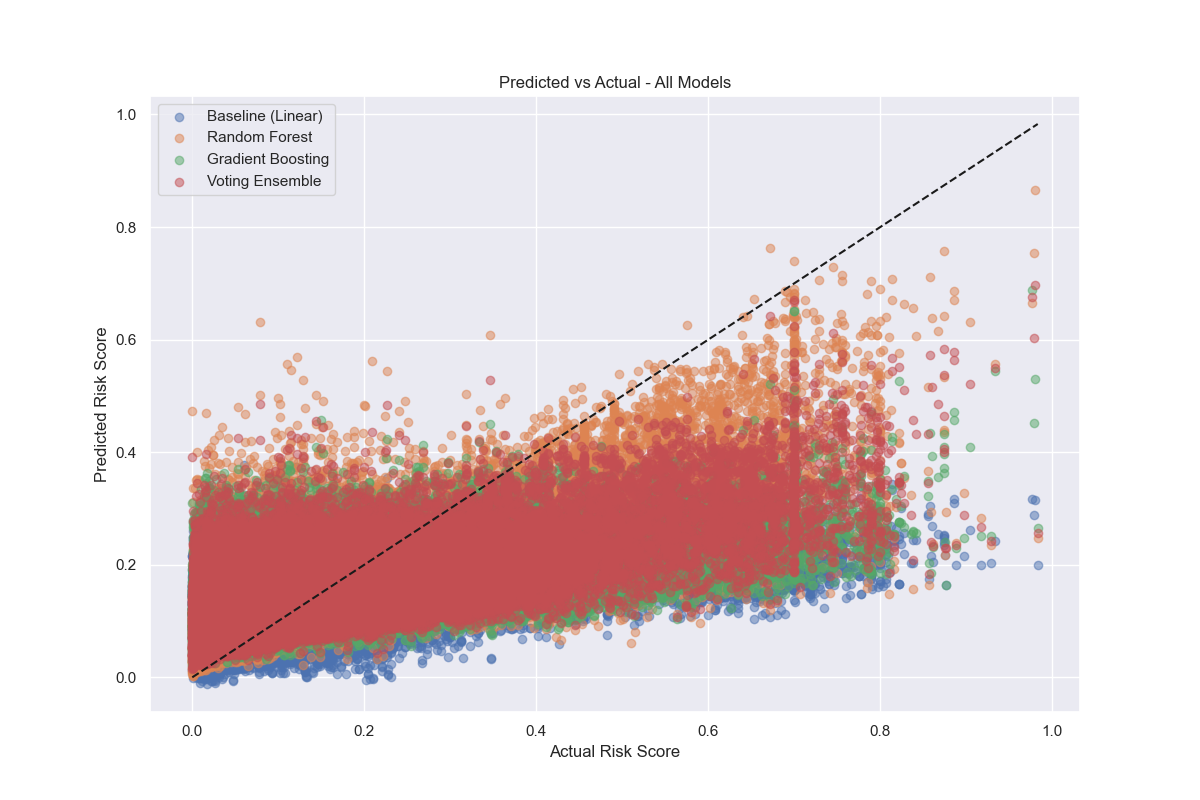 Predicted vs Actual - All Models
Baseline (Linear)
Random Forest
Gradient Boosting
Voting Ensemble
1.0
0.8
0.6
0.4
0.2
0.0
Predicted Risk Score
0.0 0.2 0.4 0.6 0.8 1.0
Actual Risk Score